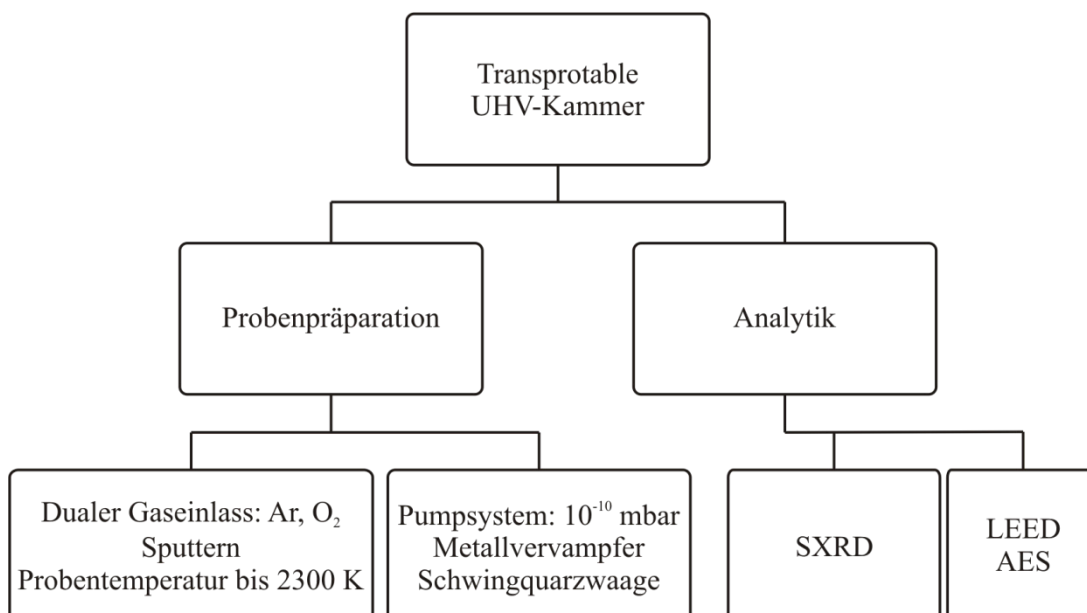 Transprotable
UHV-Kammer
Probenpräparation
Analytik
Dualer Gaseinlass: Ar, O₂
Sputtern
Probentemperatur bis 2300 K
Pumpsystem: 10⁻¹⁰ mbar
Metallvervampfer
Schwingquarzwaage
SXRD
LEED
AES